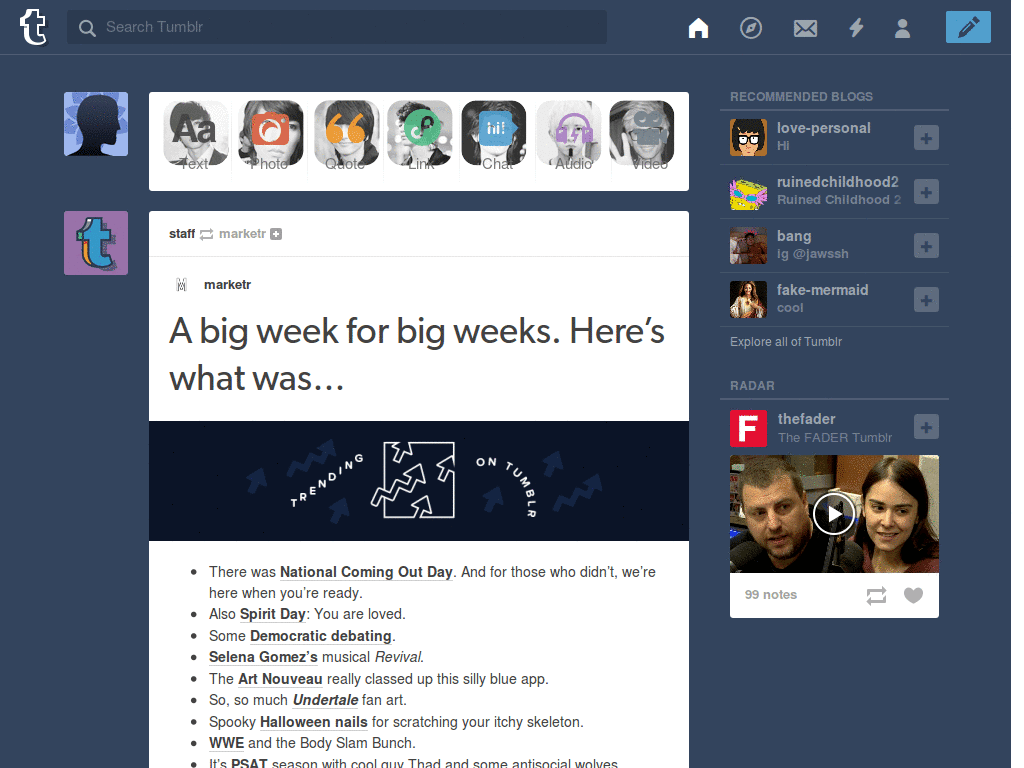 t
Search Tumblr
Aa
hi!
Text
Photo
Quote
Link
Chat
Audio
Video
staff marketr
marketr
A big week for big weeks. Here’s
what was…
TRENDING
ON TUMBLR
• There was National Coming Out Day. And for those who didn’t, we’re
here when you’re ready.
• Also Spirit Day: You are loved.
• Some Democratic debating.
• Selena Gomez’s musical Revival.
• The Art Nouveau really classed up this silly blue app.
• So, so much Undertale fan art.
• Spooky Halloween nails for scratching your itchy skeleton.
• WWE and the Body Slam Bunch.
• It’s PSAT season with cool guy Thad and some antisocial wolves.
RECOMMENDED BLOGS
love-personal
Hi
ruinedchildhood2
Ruined Childhood 2
bang
ig @jawssh
fake-mermaid
cool
Explore all of Tumblr
RADAR
F
thefader
The FADER Tumblr
99 notes